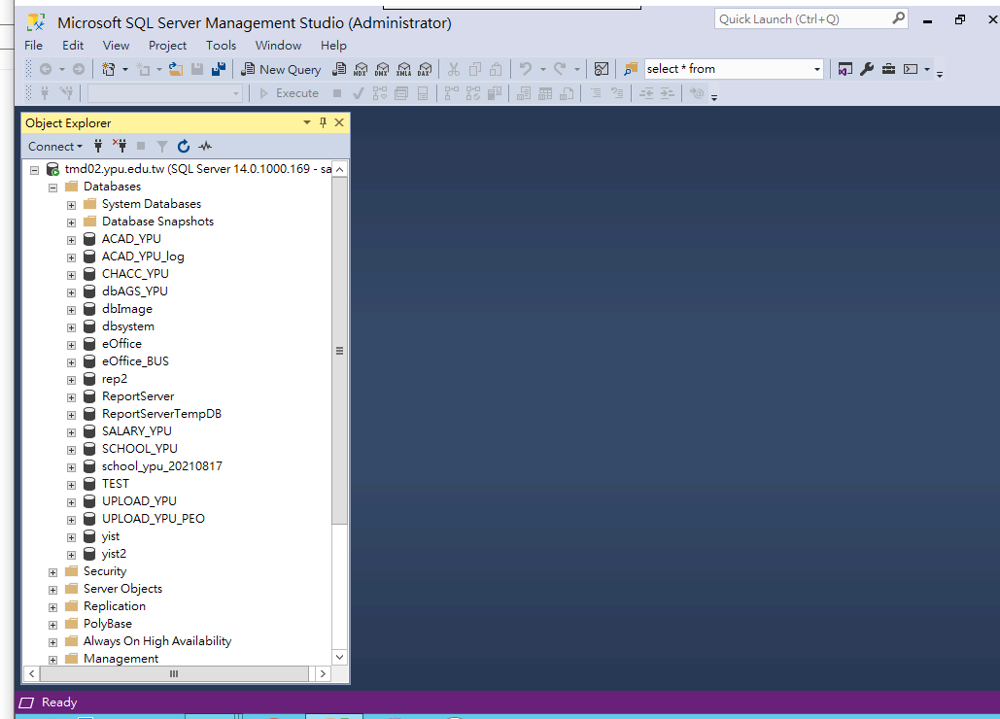 Microsoft SQL Server Management Studio (Administrator)
Quick Launch (Ctrl+Q)
File Edit View Project Tools Window Help
New Query MDX DMX XMLA DAX select * from
Execute
Object Explorer
Connect
tmd02.ypu.edu.tw (SQL Server 14.0.1000.169 - sa
Databases
System Databases
Database Snapshots
ACAD_YPU
ACAD_YPU_log
CHACC_YPU
dbAGS_YPU
dbImage
dbsystem
eOffice
eOffice_BUS
rep2
ReportServer
ReportServerTempDB
SALARY_YPU
SCHOOL_YPU
school_ypu_20210817
TEST
UPLOAD_YPU
UPLOAD_YPU_PEO
yist
yist2
Security
Server Objects
Replication
PolyBase
Always On High Availability
Management
Ready